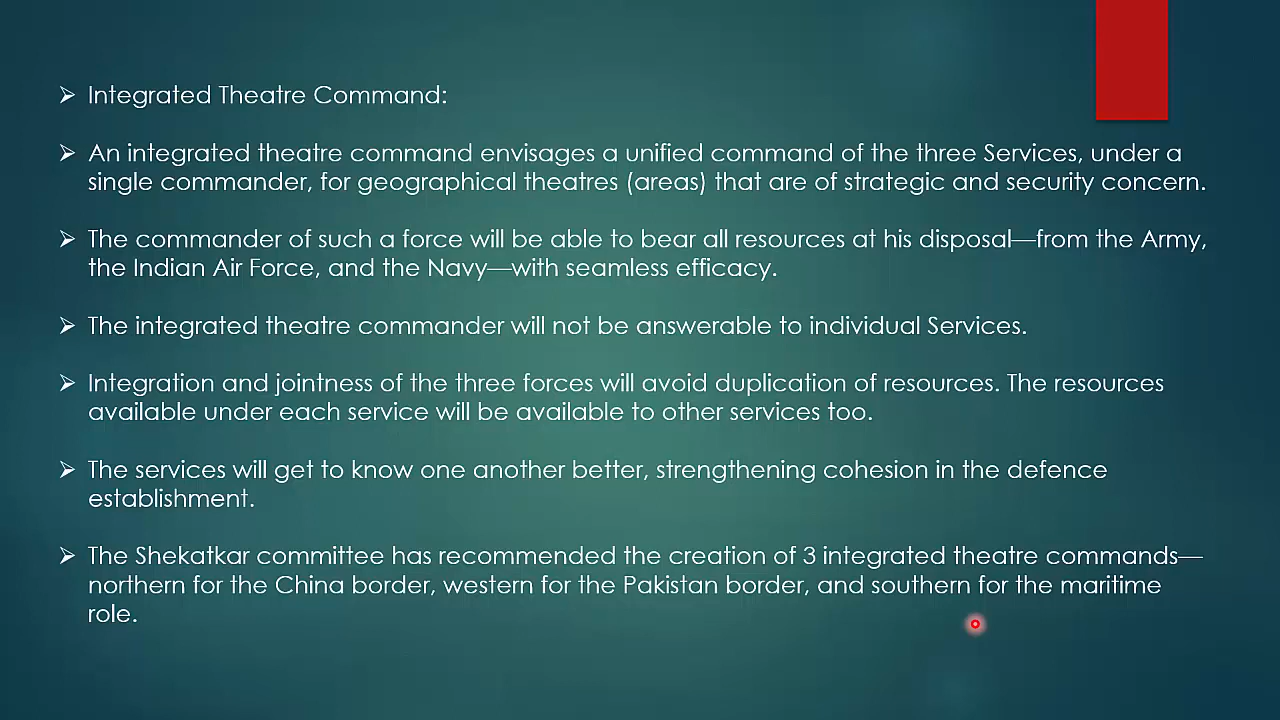 ➢ Integrated Theatre Command:
➢ An integrated theatre command envisages a unified command of the three Services, under a
single commander, for geographical theatres (areas) that are of strategic and security concern.
➢ The commander of such a force will be able to bear all resources at his disposal—from the Army,
the Indian Air Force, and the Navy—with seamless efficacy.
➢ The integrated theatre commander will not be answerable to individual Services.
➢ Integration and jointness of the three forces will avoid duplication of resources. The resources
available under each service will be available to other services too.
➢ The services will get to know one another better, strengthening cohesion in the defence
establishment.
➢ The Shekatkar committee has recommended the creation of 3 integrated theatre commands—
northern for the China border, western for the Pakistan border, and southern for the maritime
role.